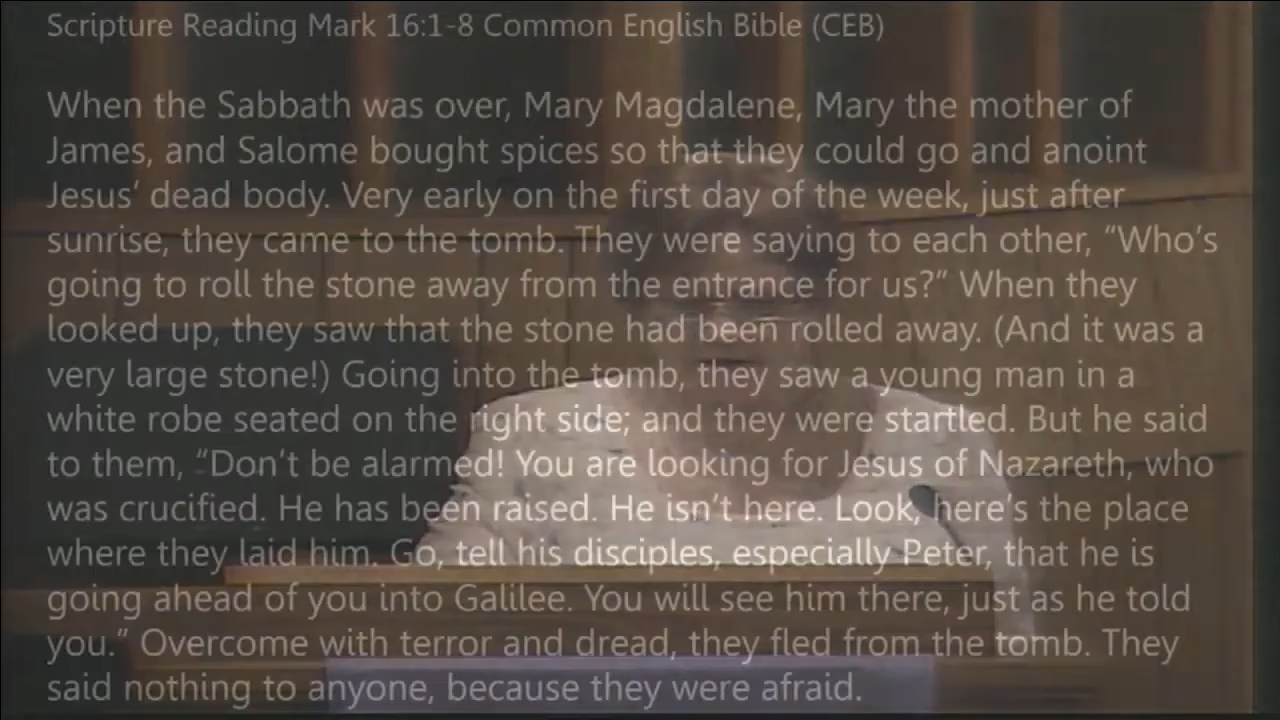 Scripture Reading Mark 16:1-8 Common English Bible (CEB)
When the Sabbath was over, Mary Magdalene, Mary the mother of
James, and Salome bought spices so that they could go and anoint
Jesus’ dead body. Very early on the first day of the week, just after
sunrise, they came to the tomb. They were saying to each other, “Who’s
going to roll the stone away from the entrance for us?” When they
looked up, they saw that the stone had been rolled away. (And it was a
very large stone!) Going into the tomb, they saw a young man in a
white robe seated on the right side; and they were startled. But he said
to them, “Don’t be alarmed! You are looking for Jesus of Nazareth, who
was crucified. He has been raised. He isn’t here. Look, here’s the place
where they laid him. Go, tell his disciples, especially Peter, that he is
going ahead of you into Galilee. You will see him there, just as he told
you.” Overcome with terror and dread, they fled from the tomb. They
said nothing to anyone, because they were afraid.